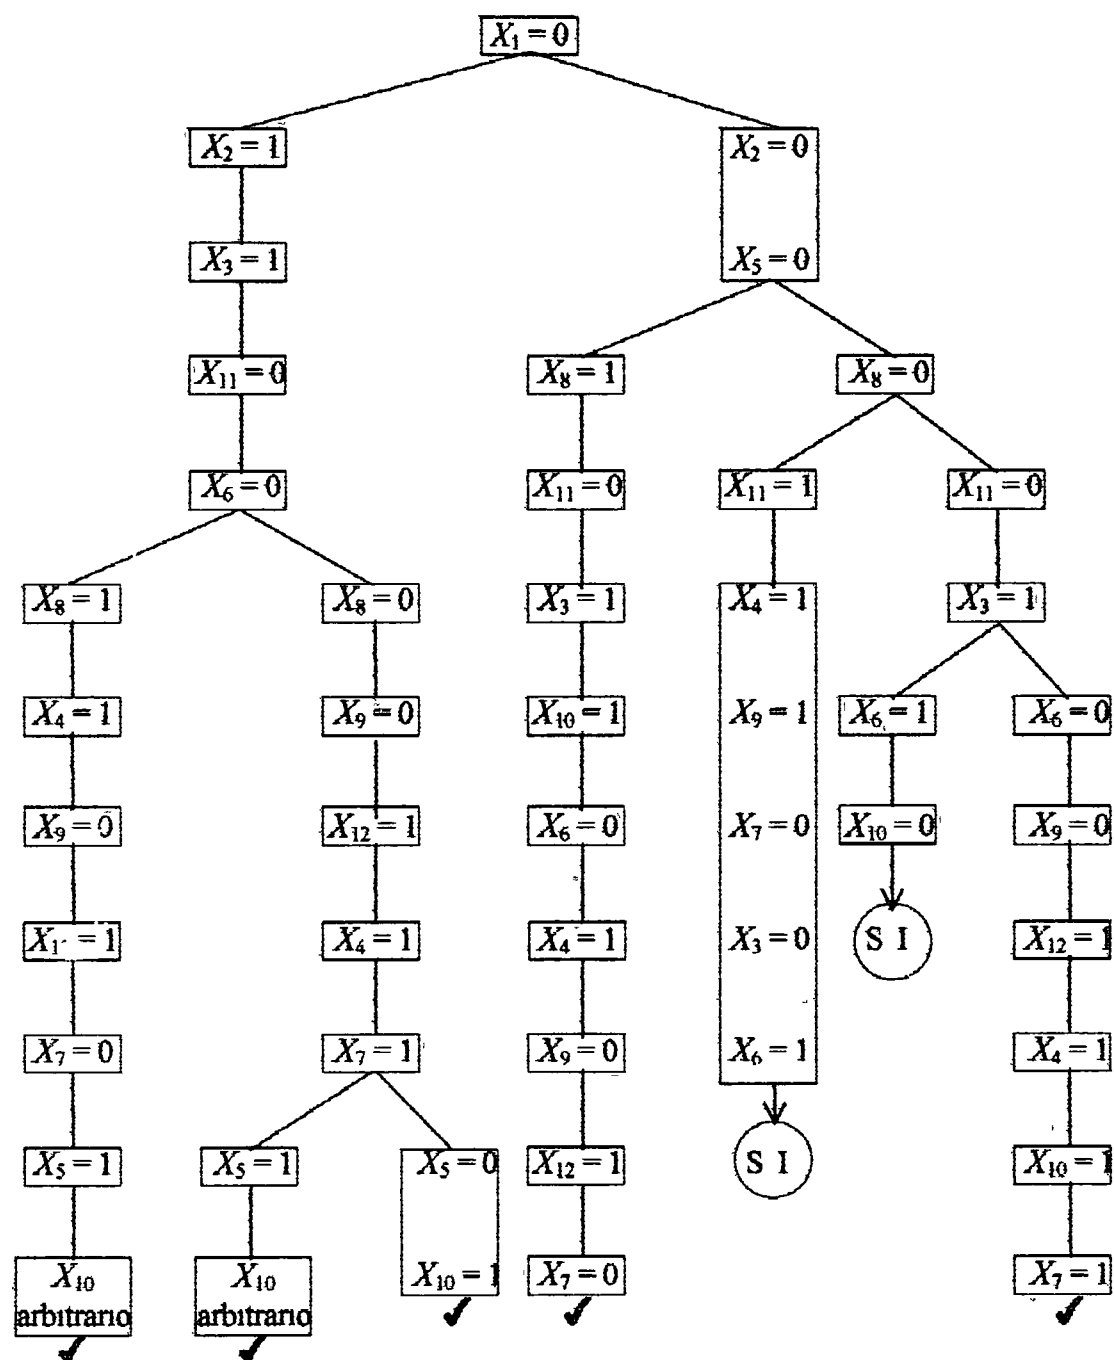 X₁ = 0
X₂ = 1
X₂ = 0
X₃ = 1
X₅ = 0
X₁₁ = 0
X₈ = 1
X₈ = 0
X₆ = 0
X₁₁ = 0
X₁₁ = 1
X₁₁ = 0
X₈ = 1
X₈ = 0
X₃ = 1
X₄ = 1
X₃ = 1
X₄ = 1
X₉ = 0
X₁₀ = 1
X₉ = 1
X₆ = 1
X₆ = 0
X₉ = 0
X₁₂ = 1
X₆ = 0
X₇ = 0
X₁₀ = 0
X₉ = 0
= 1
X₄ = 1
X₄ = 1
X₃ = 0
S I
X₁₂ = 1
X₇ = 0
X₇ = 1
X₉ = 0
X₆ = 1
X₄ = 1
X₅ = 1
X₅ = 1
X₅ = 0
X₁₂ = 1
S I
X₁₀ = 1
X₁₀
arbitrario
X₁₀
arbitrario
X₁₀ = 1
X₇ = 0
X₇ = 1